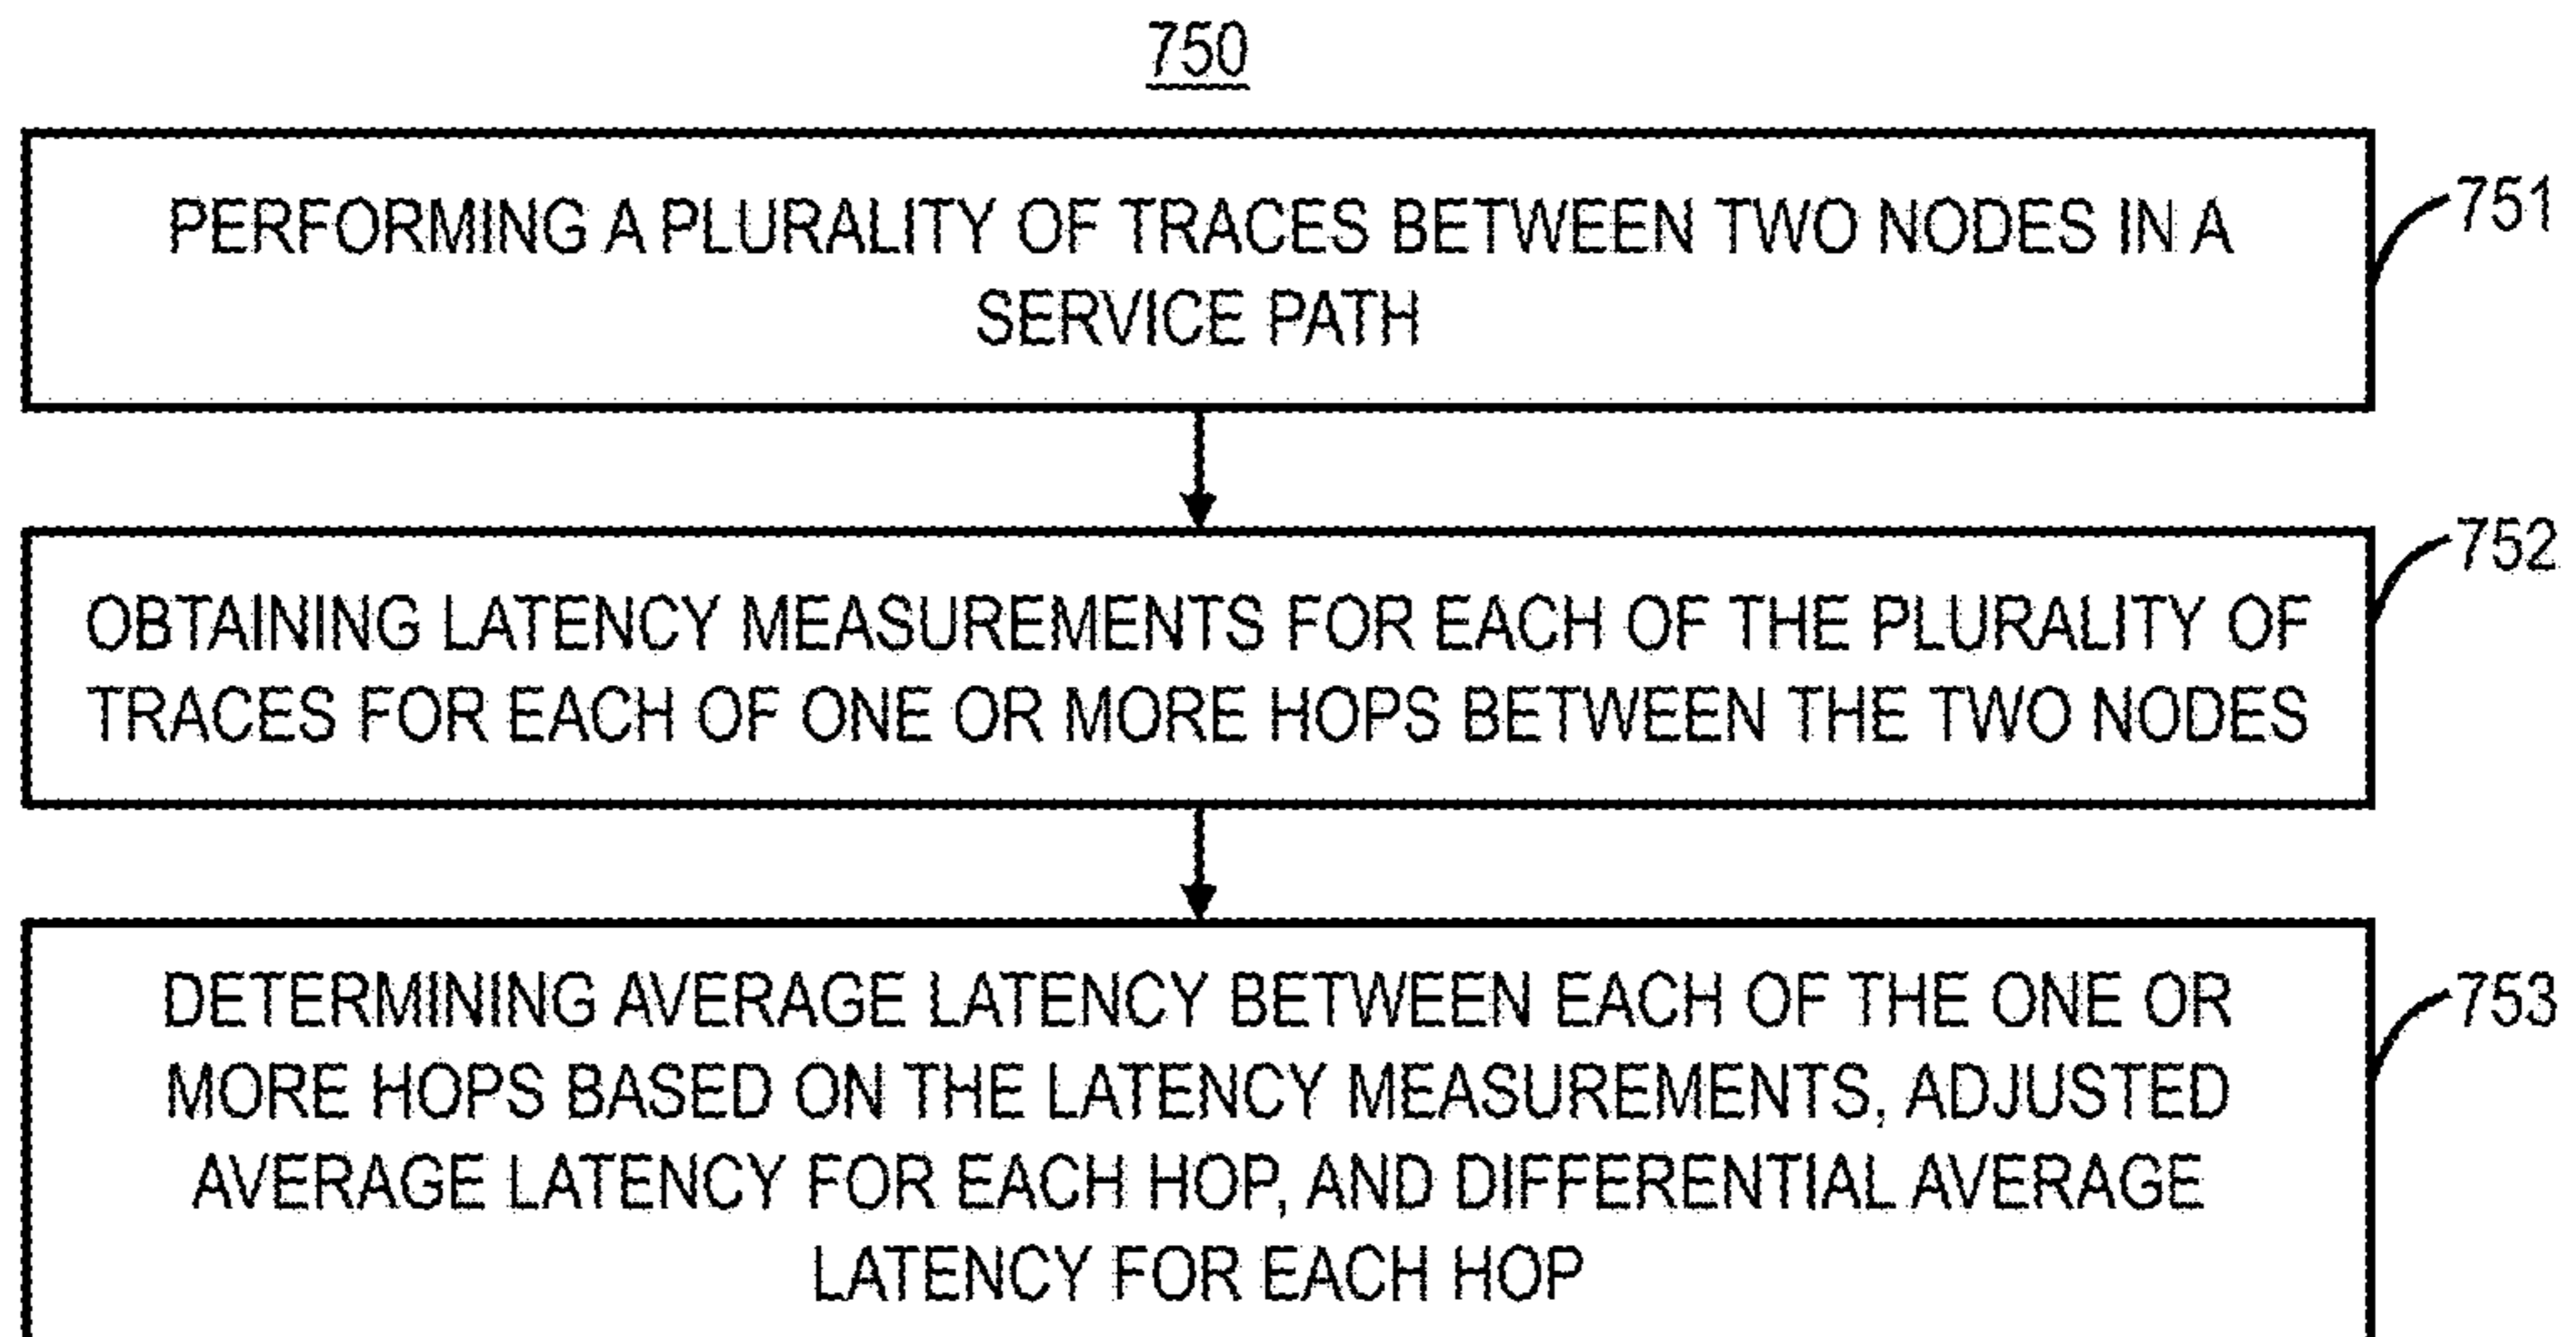 750
PERFORMING A PLURALITY OF TRACES BETWEEN TWO NODES IN A
SERVICE PATH
751
OBTAINING LATENCY MEASUREMENTS FOR EACH OF THE PLURALITY OF
TRACES FOR EACH OF ONE OR MORE HOPS BETWEEN THE TWO NODES
752
DETERMINING AVERAGE LATENCY BETWEEN EACH OF THE ONE OR
MORE HOPS BASED ON THE LATENCY MEASUREMENTS, ADJUSTED
AVERAGE LATENCY FOR EACH HOP, AND DIFFERENTIAL AVERAGE
LATENCY FOR EACH HOP
753